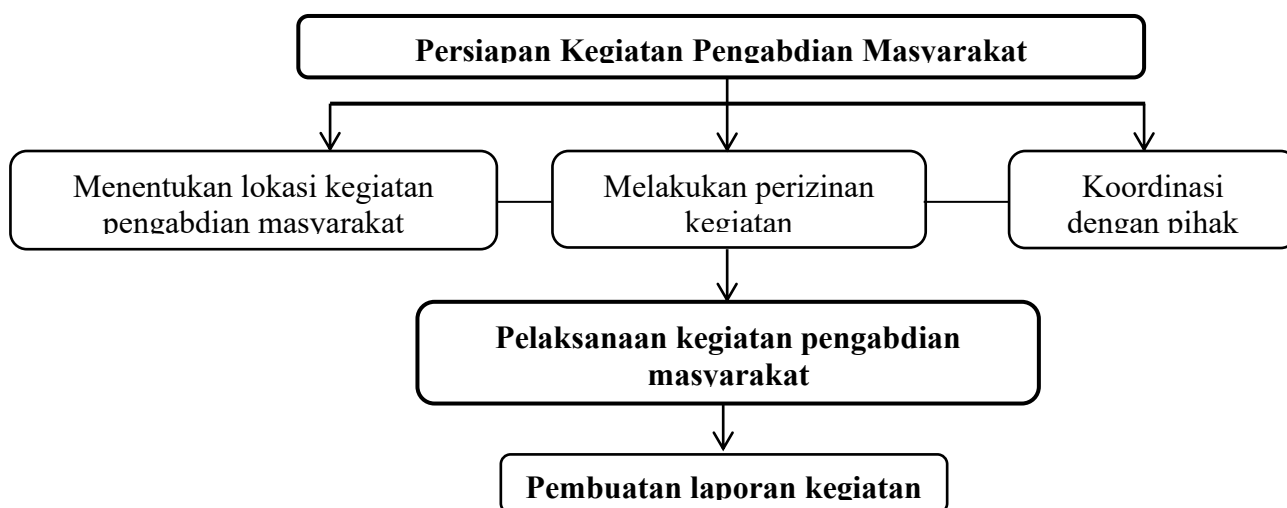 Persiapan Kegiatan Pengabdian Masyarakat
Menentukan lokasi kegiatan
pengabdian masyarakat
Melakukan perizinan
kegiatan
Koordinasi
dengan pihak
Pelaksanaan kegiatan pengabdian
masyarakat
Pembuatan laporan kegiatan